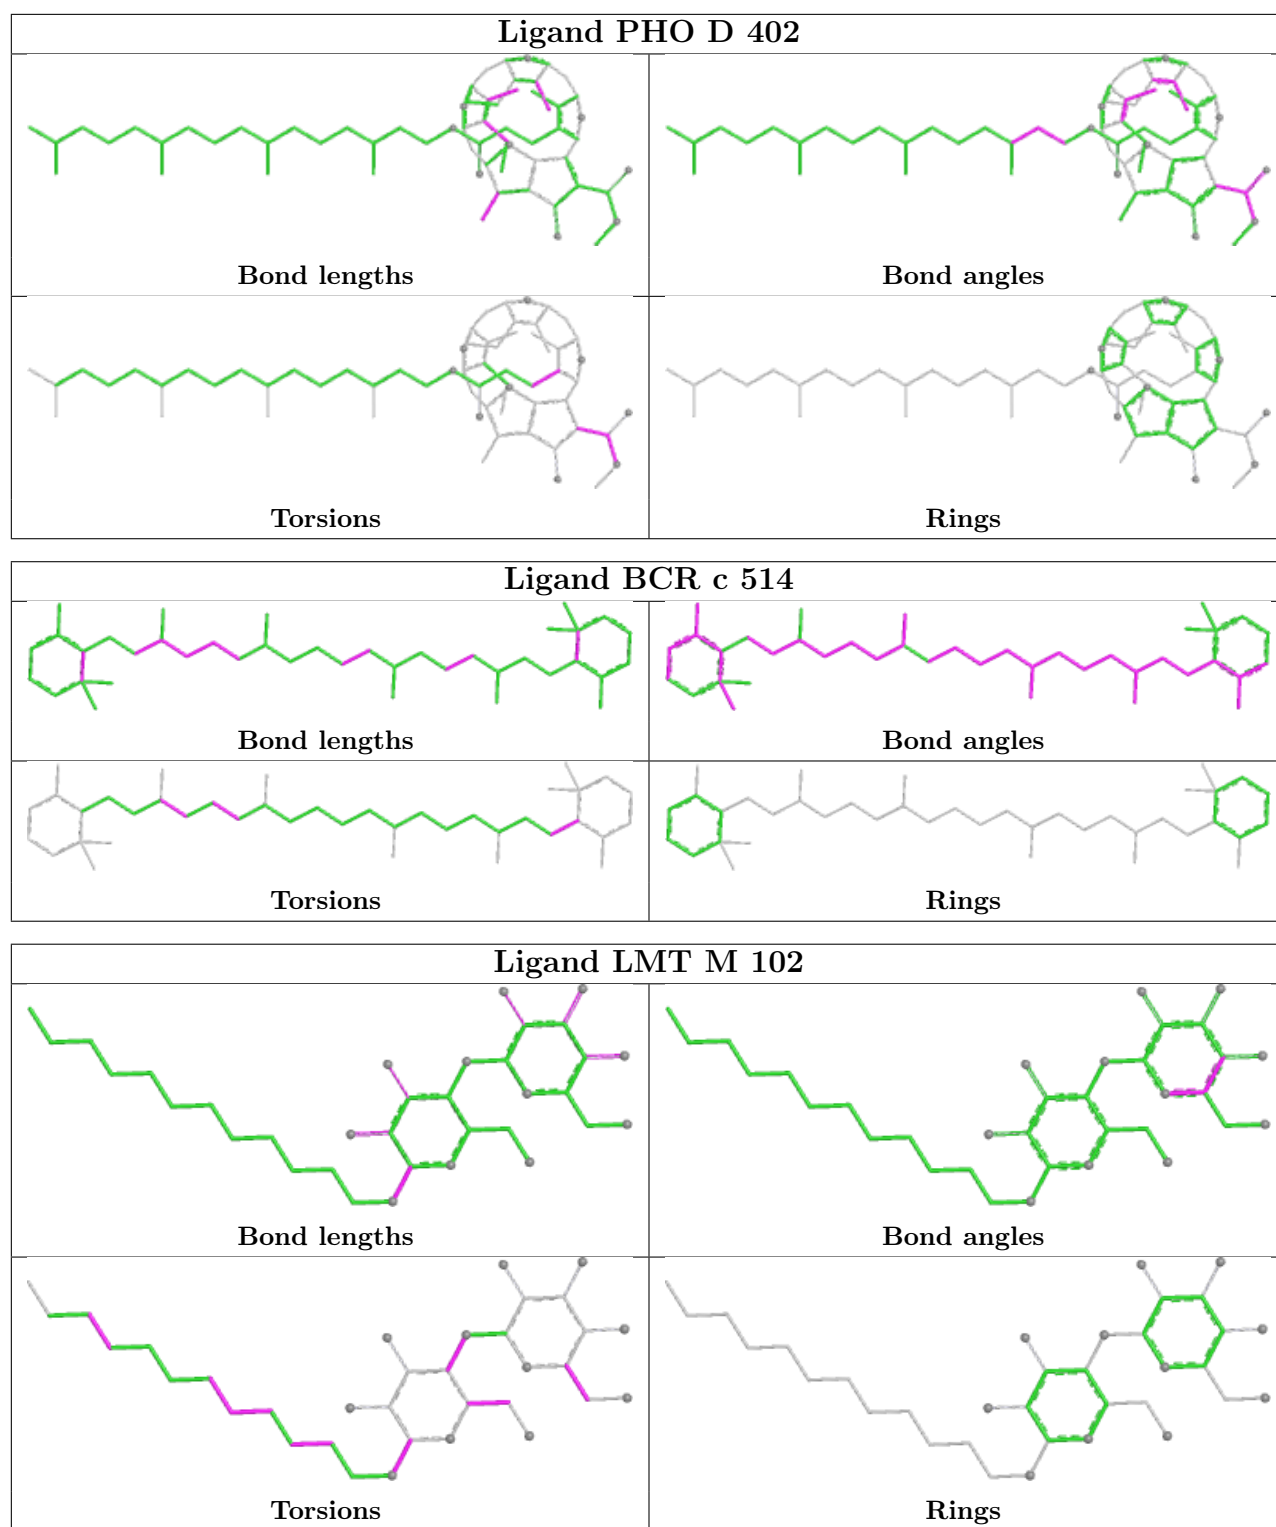 Ligand PHO D 402
Bond lengths
Bond angles
Torsions
Rings
Ligand BCR c 514
Bond lengths
Bond angles
Torsions
Rings
Ligand LMT M 102
Bond lengths
Bond angles
Torsions
Rings